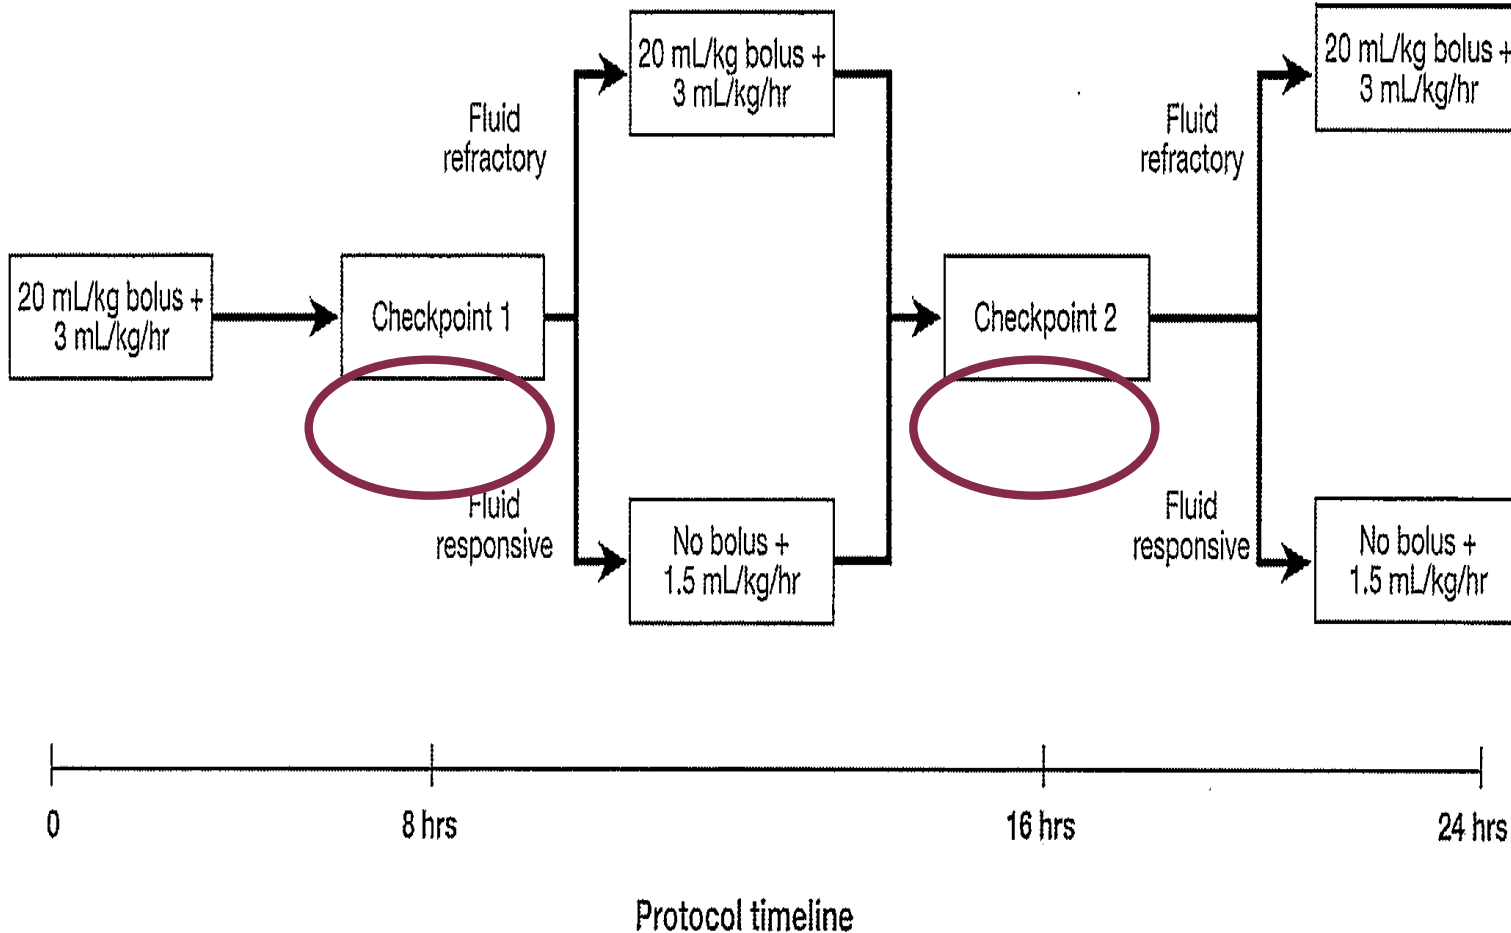 20 mL/kg bolus +
3 mL/kg/hr
Checkpoint 1
Fluid
refractory
20 mL/kg bolus +
3 mL/kg/hr
Fluid
responsive
No bolus +
1.5 mL/kg/hr
Checkpoint 2
Fluid
refractory
20 mL/kg bolus +
3 mL/kg/hr
Fluid
responsive
No bolus +
1.5 mL/kg/hr
0
8 hrs
16 hrs
24 hrs
Protocol timeline